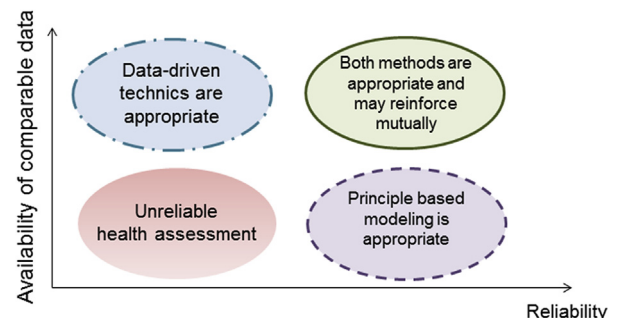 Availability of comparable data
Data-driven
technics are
appropriate
Both methods are
appropriate and
may reinforce
mutually
Unreliable
health assessment
Principle based
modeling is
appropriate
Reliability